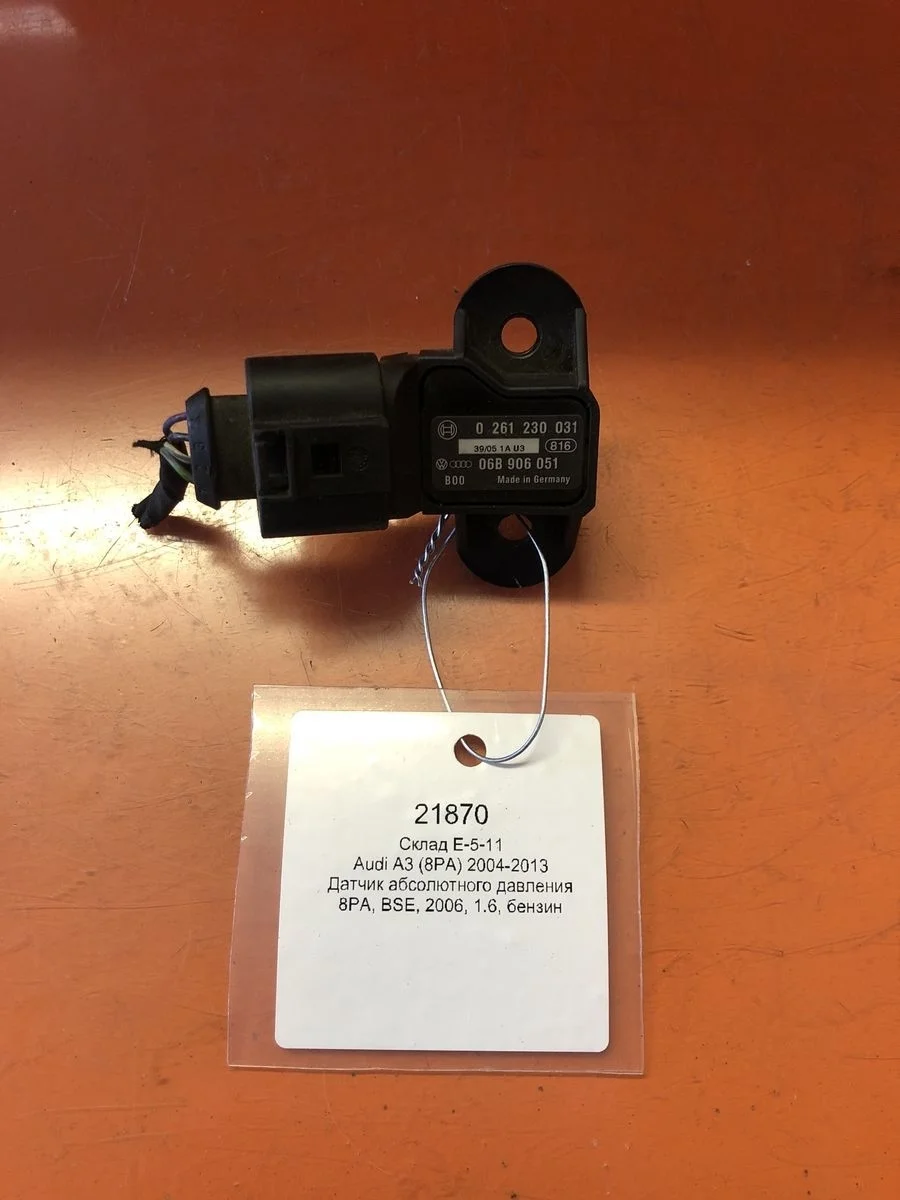 0 261 230 031
39/05 1A U3
816
06B 906 051
B00
Made in Germany
21870
Склад E-5-11
Audi A3 (8PA) 2004-2013
Датчик абсолютного давления
8PA, BSE, 2006, 1.6, бензин